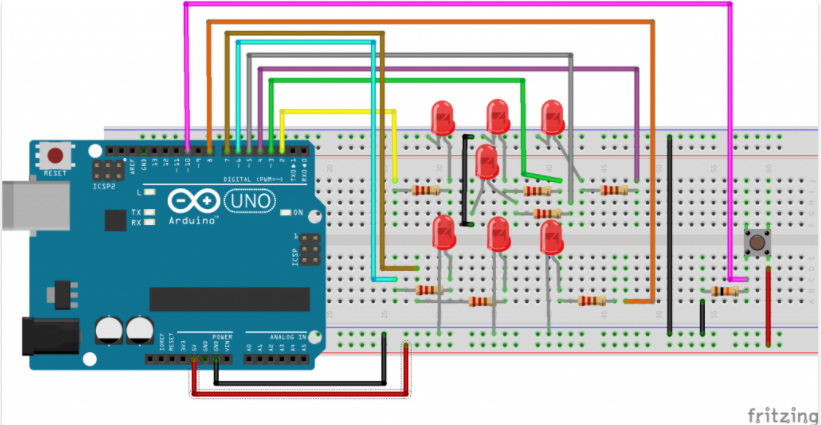 RESET
ICSP2
AREF
GND
13
12
~11
~10
~9
8
7
~6
~5
4
~3
2
TX▶1
RX◀0
DIGITAL (PWM=~)
L
TX
RX
Arduino™
UNO
ON
ICSP
1
POWER
ANALOG IN
IOREF
RESET
3V3
5V
GND
GND
VIN
A0
A1
A2
A3
A4
A5
fritzing